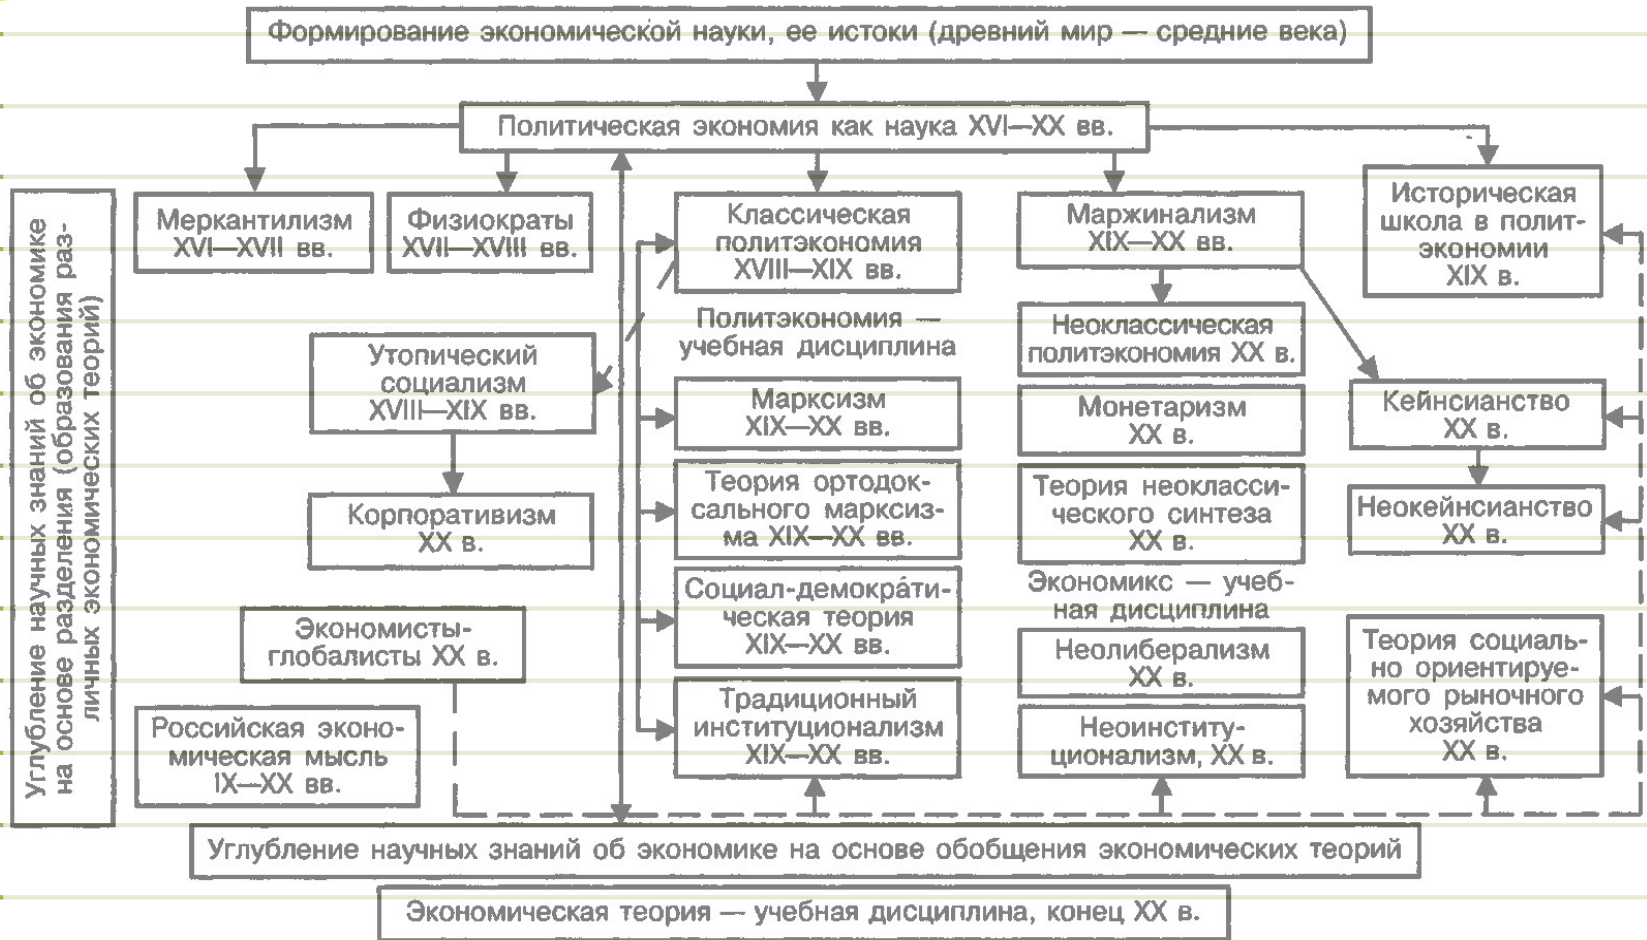 Формирование экономической науки, ее истоки (древний мир — средние века)
Политическая экономия как наука XVI—XX вв.
Углубление научных знаний об экономике
на основе разделения (образования раз-
личных экономических теорий)
Меркантилизм
XVI—XVII вв.
Физиократы
XVII—XVIII вв.
Классическая
политэкономия
XVIII—XIX вв.
Маржинализм
XIX—XX вв.
Историческая
школа в полит-
экономии
XIX в.
Утопический
социализм
XVIII—XIX вв.
Корпоративизм
XX в.
Экономисты-
глобалисты XX в.
Российская эконо-
мическая мысль
IX—XX вв.
Политэкономия —
учебная дисциплина
Марксизм
XIX—XX вв.
Теория ортодок-
сального марксиз-
ма XIX—XX вв.
Социал-демократи-
ческая теория
XIX—XX вв.
Традиционный
институционализм
XIX—XX вв.
Неоклассическая
политэкономия XX в.
Монетаризм
XX в.
Теория неокласси-
ческого синтеза
XX в.
Экономикс — учеб-
ная дисциплина
Неолиберализм
XX в.
Неоинститу-
ционализм, XX в.
Кейнсианство
XX в.
Неокейнсианство
XX в.
Теория социаль-
но ориентируе-
мого рыночного
хозяйства
XX в.
Углубление научных знаний об экономике на основе обобщения экономических теорий
Экономическая теория — учебная дисциплина, конец XX в.